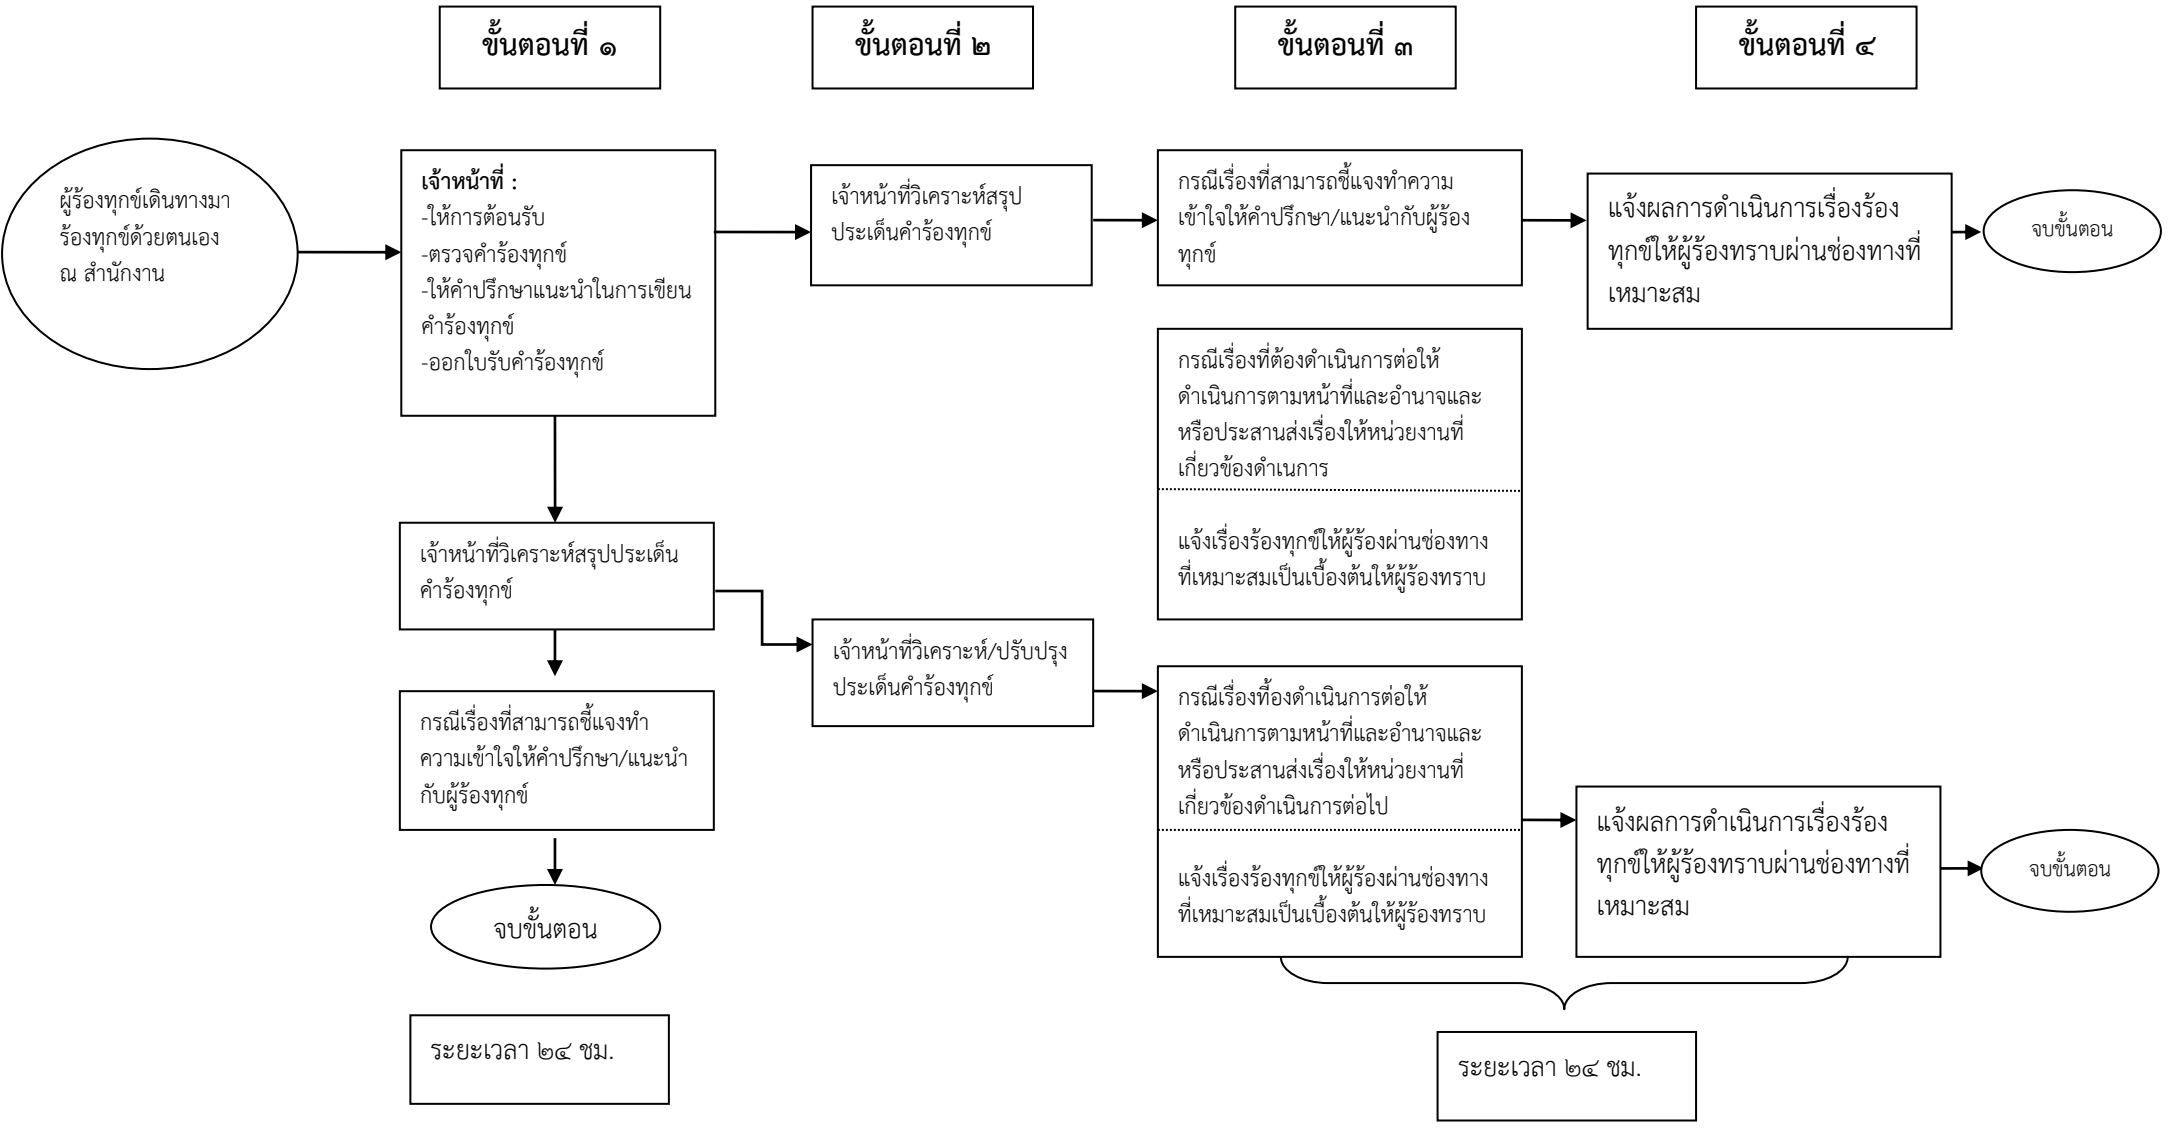 ขั้นตอนที่ ๑
ขั้นตอนที่ ๒
ขั้นตอนที่ ๓
ขั้นตอนที่ ๔
ผู้ร้องทุกข์เดินทางมา
ร้องทุกข์ด้วยตนเอง
ณ สำนักงาน
เจ้าหน้าที่ :
-ให้การต้อนรับ
-ตรวจคำร้องทุกข์
-ให้คำปรึกษาแนะนำในการเขียน
คำร้องทุกข์
-ออกใบรับคำร้องทุกข์
เจ้าหน้าที่วิเคราะห์สรุป
ประเด็นคำร้องทุกข์
กรณีเรื่องที่สามารถชี้แจงทำความ
เข้าใจให้คำปรึกษา/แนะนำกับผู้ร้อง
ทุกข์
แจ้งผลการดำเนินการเรื่องร้อง
ทุกข์ให้ผู้ร้องทราบผ่านช่องทางที่
เหมาะสม
จบขั้นตอน
กรณีเรื่องที่ต้องดำเนินการต่อให้
ดำเนินการตามหน้าที่และอำนาจและ
หรือประสานส่งเรื่องให้หน่วยงานที่
เกี่ยวข้องดำเนการ
แจ้งเรื่องร้องทุกข์ให้ผู้ร้องผ่านช่องทาง
ที่เหมาะสมเป็นเบื้องต้นให้ผู้ร้องทราบ
เจ้าหน้าที่วิเคราะห์สรุปประเด็น
คำร้องทุกข์
เจ้าหน้าที่วิเคราะห์/ปรับปรุง
ประเด็นคำร้องทุกข์
กรณีเรื่องที่องดำเนินการต่อให้
ดำเนินการตามหน้าที่และอำนาจและ
หรือประสานส่งเรื่องให้หน่วยงานที่
เกี่ยวข้องดำเนินการต่อไป
แจ้งเรื่องร้องทุกข์ให้ผู้ร้องผ่านช่องทาง
ที่เหมาะสมเป็นเบื้องต้นให้ผู้ร้องทราบ
แจ้งผลการดำเนินการเรื่องร้อง
ทุกข์ให้ผู้ร้องทราบผ่านช่องทางที่
เหมาะสม
จบขั้นตอน
กรณีเรื่องที่สามารถชี้แจงทำ
ความเข้าใจให้คำปรึกษา/แนะนำ
กับผู้ร้องทุกข์
จบขั้นตอน
ระยะเวลา ๒๔ ชม.
ระยะเวลา ๒๔ ชม.